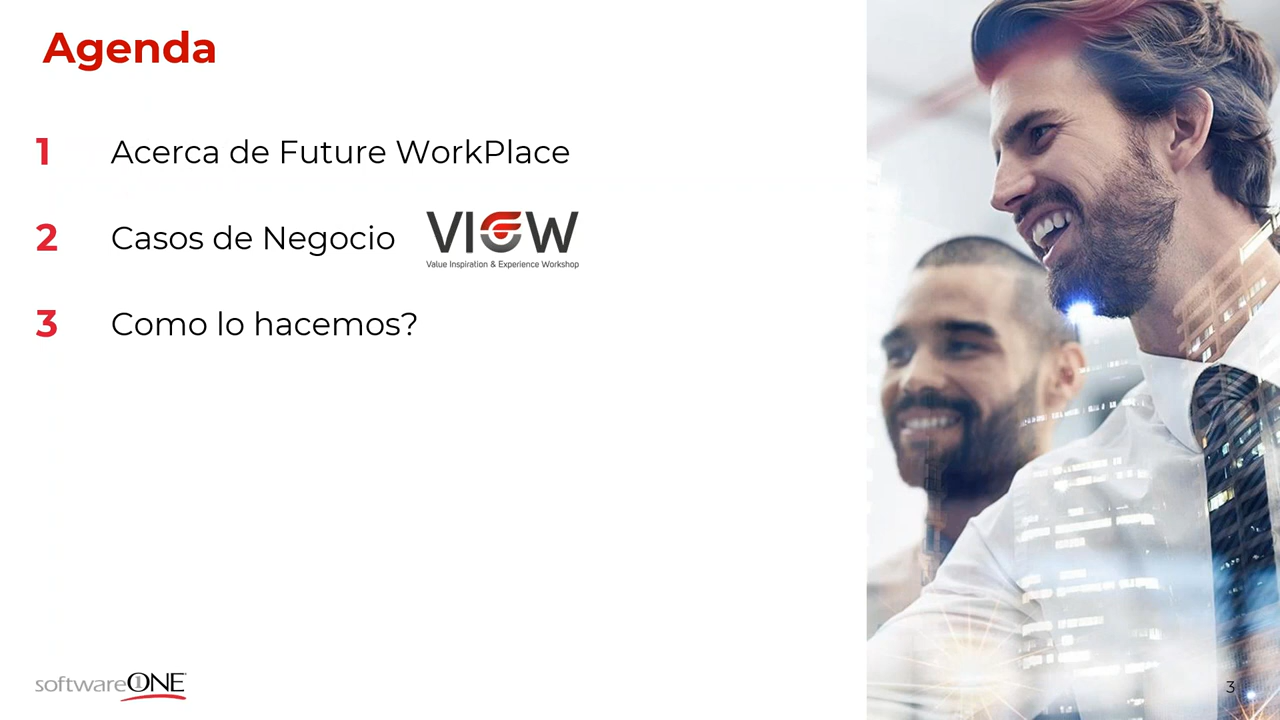 Agenda
1 Acerca de Future WorkPlace
2 Casos de Negocio VIEW
Value Inspiration & Experience Workshop
3 Como lo hacemos?
softwareONE
3